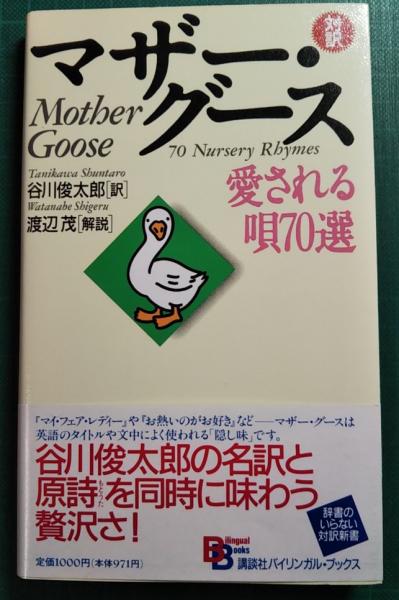 対訳
マザー・
グース
Mother
Goose
70 Nursery Rhymes
Tanikawa Shuntaro
谷川俊太郎[訳]
Watanabe Shigeru
渡辺 茂[解説]
愛される
唄70選
『マイ・フェア・レディー』や『お熱いのがお好き』など――マザー・グースは
英語のタイトルや文中によく使われる「隠し味」です。
谷川俊太郎の名訳と
原詩(もとうた)を同時に味わう
贅沢さ!
辞書の
いらない
対訳新書
定価1000円(本体971円)
Bilingual
Books
講談社バイリンガル・ブックス